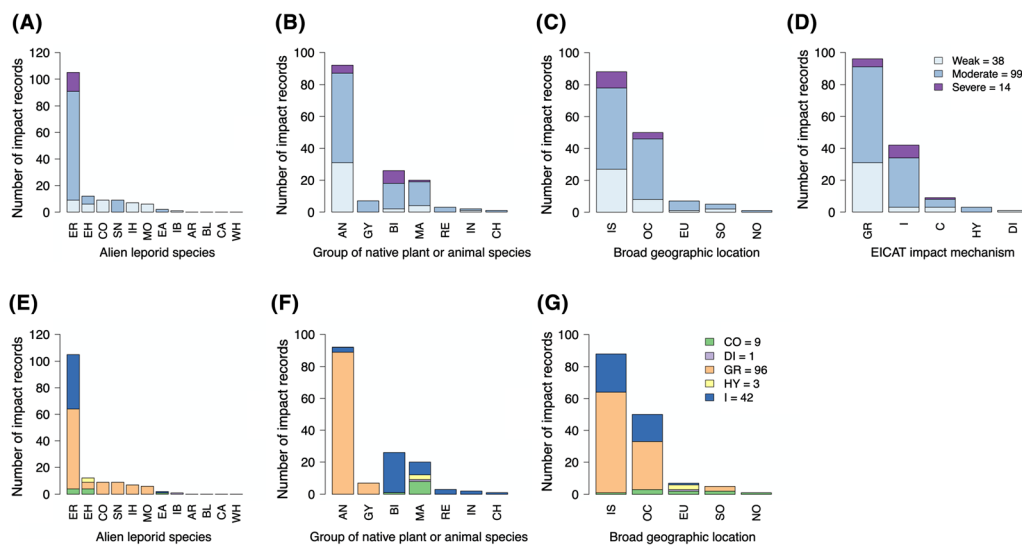 (A)
Number of impact records
120
100
80
60
40
20
0
ER EH CO SN IH MO EA IB AR BL CA WH
Alien leporid species
(B)
Number of impact records
100
80
60
40
20
0
AN GY BI MA RE IN CH
Group of native plant or animal species
(C)
Number of impact records
100
80
60
40
20
0
IS OC EU SO NO
Broad geographic location
(D)
Number of impact records
100
80
60
40
20
0
Weak = 38
Moderate = 99
Severe = 14
GR I C HY DI
EICAT impact mechanism
(E)
Number of impact records
120
100
80
60
40
20
0
ER EH CO SN IH MO EA IB AR BL CA WH
Alien leporid species
(F)
Number of impact records
100
80
60
40
20
0
AN GY BI MA RE IN CH
Group of native plant or animal species
(G)
Number of impact records
100
80
60
40
20
0
CO = 9
DI = 1
GR = 96
HY = 3
I = 42
IS OC EU SO NO
Broad geographic location